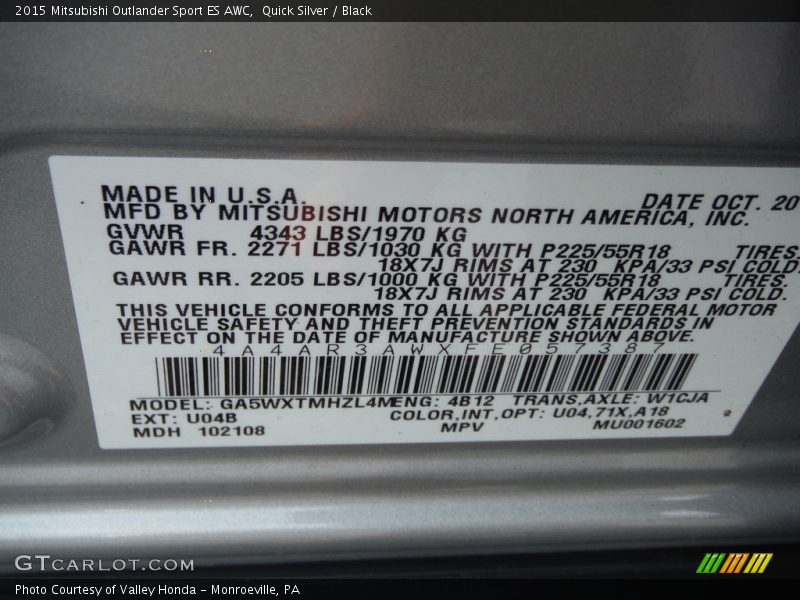 2015 Mitsubishi Outlander Sport ES AWC, Quick Silver / Black
MADE IN U.S.A. DATE OCT. 20
MFD BY MITSUBISHI MOTORS NORTH AMERICA, INC.
GVWR 4343 LBS/1970 KG
GAWR FR. 2271 LBS/1030 KG WITH P225/55R18 TIRES,
18X7J RIMS AT 230 KPA/33 PSI COLD.
GAWR RR. 2205 LBS/1000 KG WITH P225/55R18 TIRES,
18X7J RIMS AT 230 KPA/33 PSI COLD.
THIS VEHICLE CONFORMS TO ALL APPLICABLE FEDERAL MOTOR
VEHICLE SAFETY AND THEFT PREVENTION STANDARDS IN
EFFECT ON THE DATE OF MANUFACTURE SHOWN ABOVE.
4A4AR3AWXFE057387
MODEL: GA5WXTMHZL4M ENG: 4B12 TRANS,AXLE: W1CJA
EXT: U04B COLOR,INT,OPT: U04,71X,A18
MDH 102108 MPV MU001602
GTCARLOT.COM
Photo Courtesy of Valley Honda - Monroeville, PA